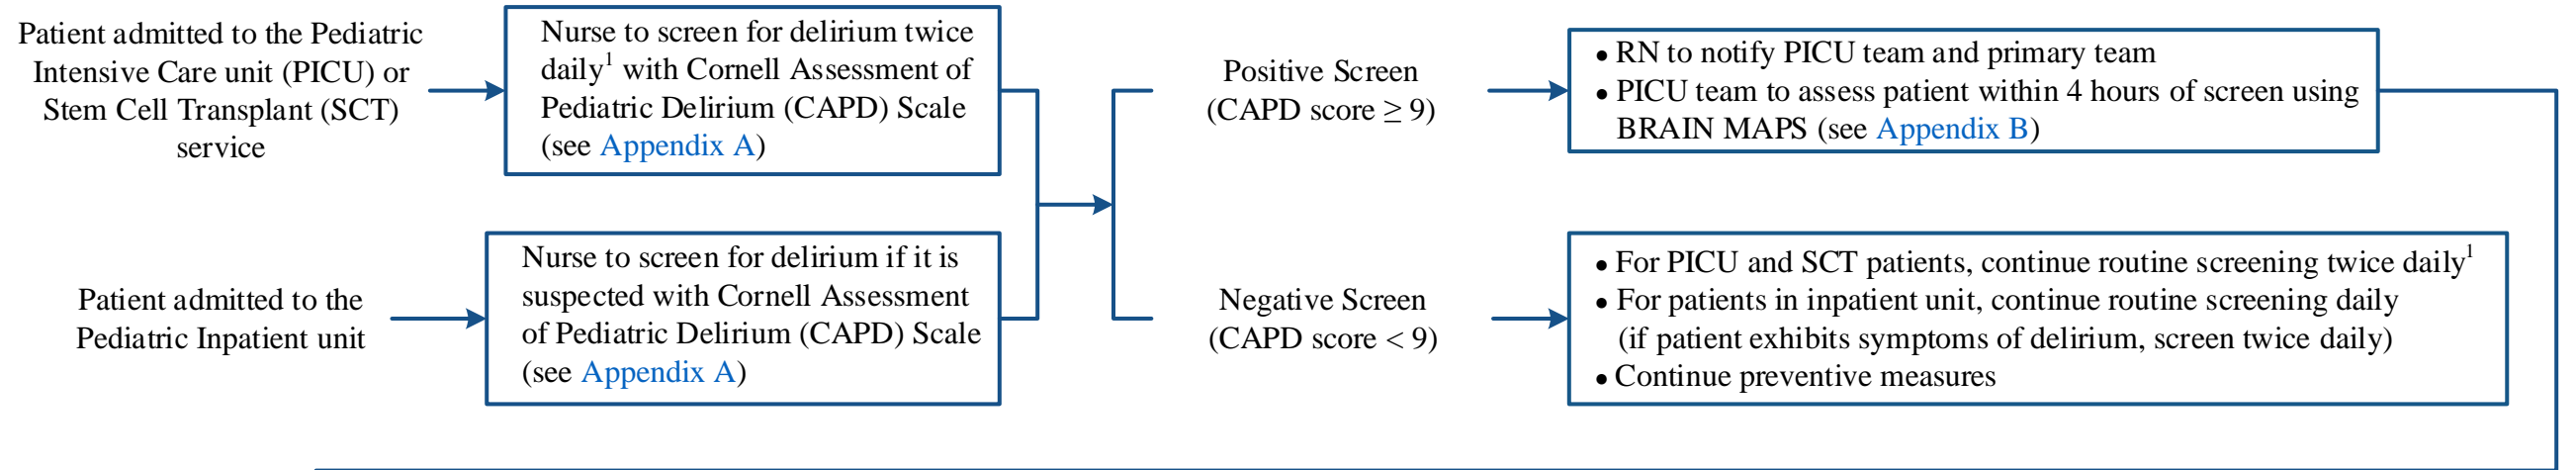 Patient admitted to the Pediatric
Intensive Care unit (PICU) or
Stem Cell Transplant (SCT)
service
Nurse to screen for delirium twice
daily¹ with Cornell Assessment of
Pediatric Delirium (CAPD) Scale
(see Appendix A)
Positive Screen
(CAPD score ≥ 9)
• RN to notify PICU team and primary team
• PICU team to assess patient within 4 hours of screen using
BRAIN MAPS (see Appendix B)
Patient admitted to the
Pediatric Inpatient unit
Nurse to screen for delirium if it is
suspected with Cornell Assessment
of Pediatric Delirium (CAPD) Scale
(see Appendix A)
Negative Screen
(CAPD score < 9)
• For PICU and SCT patients, continue routine screening twice daily¹
• For patients in inpatient unit, continue routine screening daily
(if patient exhibits symptoms of delirium, screen twice daily)
• Continue preventive measures